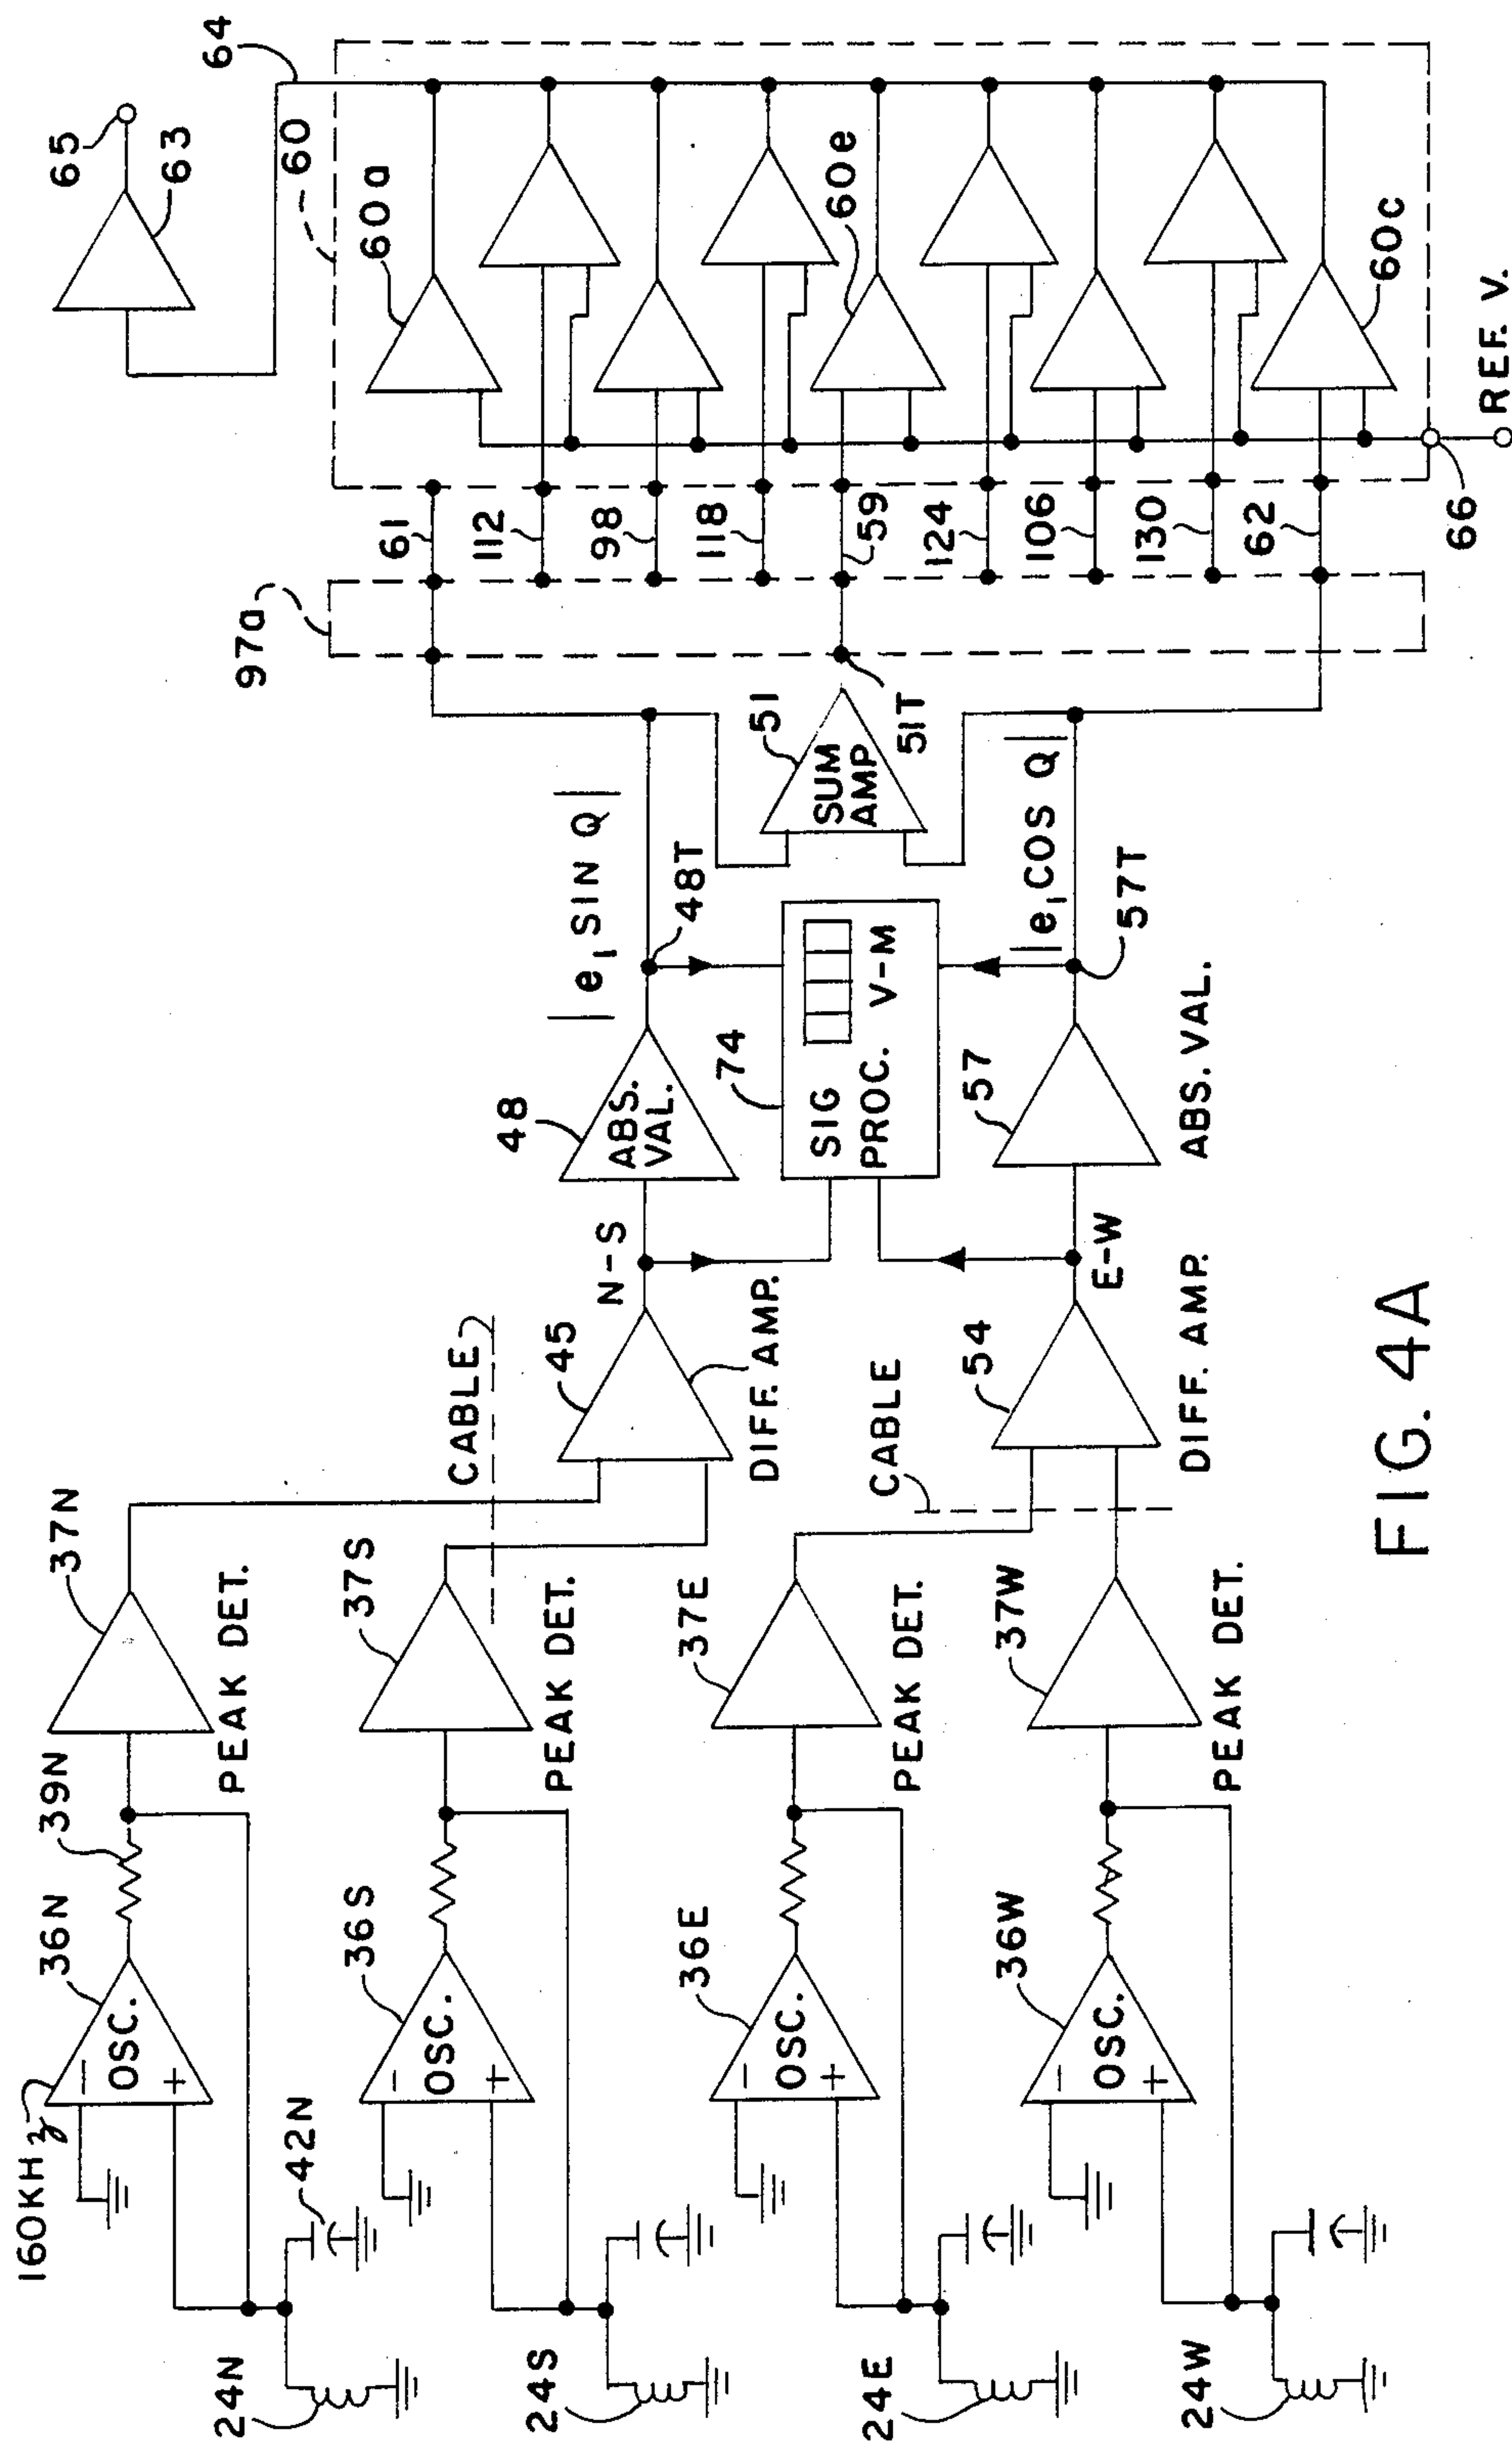 160KHz
36N
39N
37N
OSC.
-
+
PEAK DET.
42N
24N
36S
37S
OSC.
-
+
PEAK DET.
24S
36E
37E
OSC.
-
+
PEAK DET.
24E
36W
37W
OSC.
-
+
PEAK DET.
24W
CABLE
45
DIFF. AMP.
N-S
CABLE
54
DIFF. AMP.
E-W
48
ABS.
VAL.
|e1 SIN Q|
48T
74
SIG
PROC.
V-M
57
ABS. VAL.
|e1 COS Q|
57T
51
SUM
AMP
51T
97a
61
112
98
118
59
124
106
130
62
60
60a
60e
60c
64
63
65
66
REF. V.
FIG. 4A